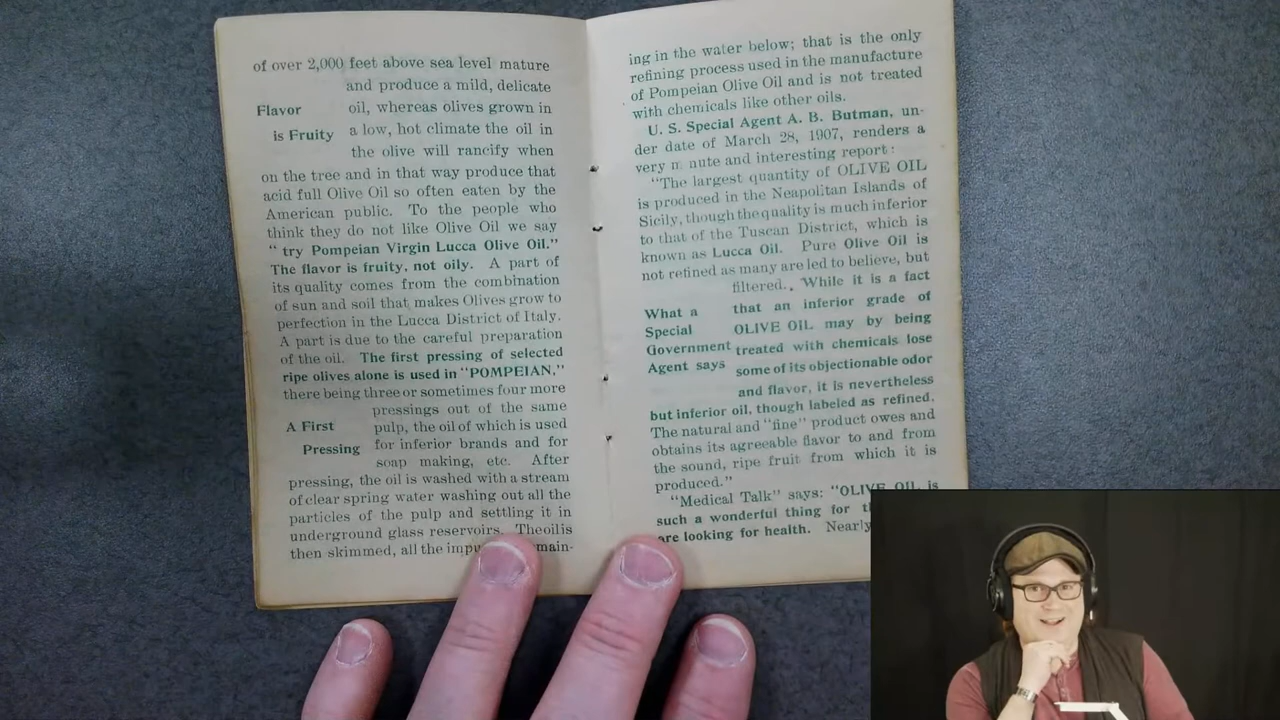 of over 2,000 feet above sea level mature
and produce a mild, delicate
Flavor oil, whereas olives grown in
is Fruity a low, hot climate the oil in
the olive will rancify when
on the tree and in that way produce that
acid full Olive Oil so often eaten by the
American public. To the people who
think they do not like Olive Oil we say
“ try Pompeian Virgin Lucca Olive Oil.”
The flavor is fruity, not oily. A part of
its quality comes from the combination
of sun and soil that makes Olives grow to
perfection in the Lucca District of Italy.
A part is due to the careful preparation
of the oil. The first pressing of selected
ripe olives alone is used in “POMPEIAN,”
there being three or sometimes four more
pressings out of the same
A First pulp, the oil of which is used
Pressing for inferior brands and for
soap making, etc. After
pressing, the oil is washed with a stream
of clear spring water washing out all the
particles of the pulp and settling it in
underground glass reservoirs. The oil is
then skimmed, all the main-
ing in the water below; that is the only
refining process used in the manufacture
of Pompeian Olive Oil and is not treated
with chemicals like other oils.
U. S. Special Agent A. B. Butman, un-
der date of March 28, 1907, renders a
very m nute and interesting report :
“The largest quantity of OLIVE OIL
is produced in the Neapolitan Islands of
Sicily, though the quality is much inferior
to that of the Tuscan District, which is
known as Lucca Oil. Pure Olive Oil is
not refined as many are led to believe, but
filtered. While it is a fact
What a that an inferior grade of
Special OLIVE OIL may by being
Government treated with chemicals lose
Agent says some of its objectionable odor
and flavor, it is nevertheless
but inferior oil, though labeled as refined.
The natural and “fine” product owes and
obtains its agreeable flavor to and from
the sound, ripe fruit from which it is
produced.”
“Medical Talk” says: “OLIVE OIL is
such a wonderful thing for
are looking for health. Nearly